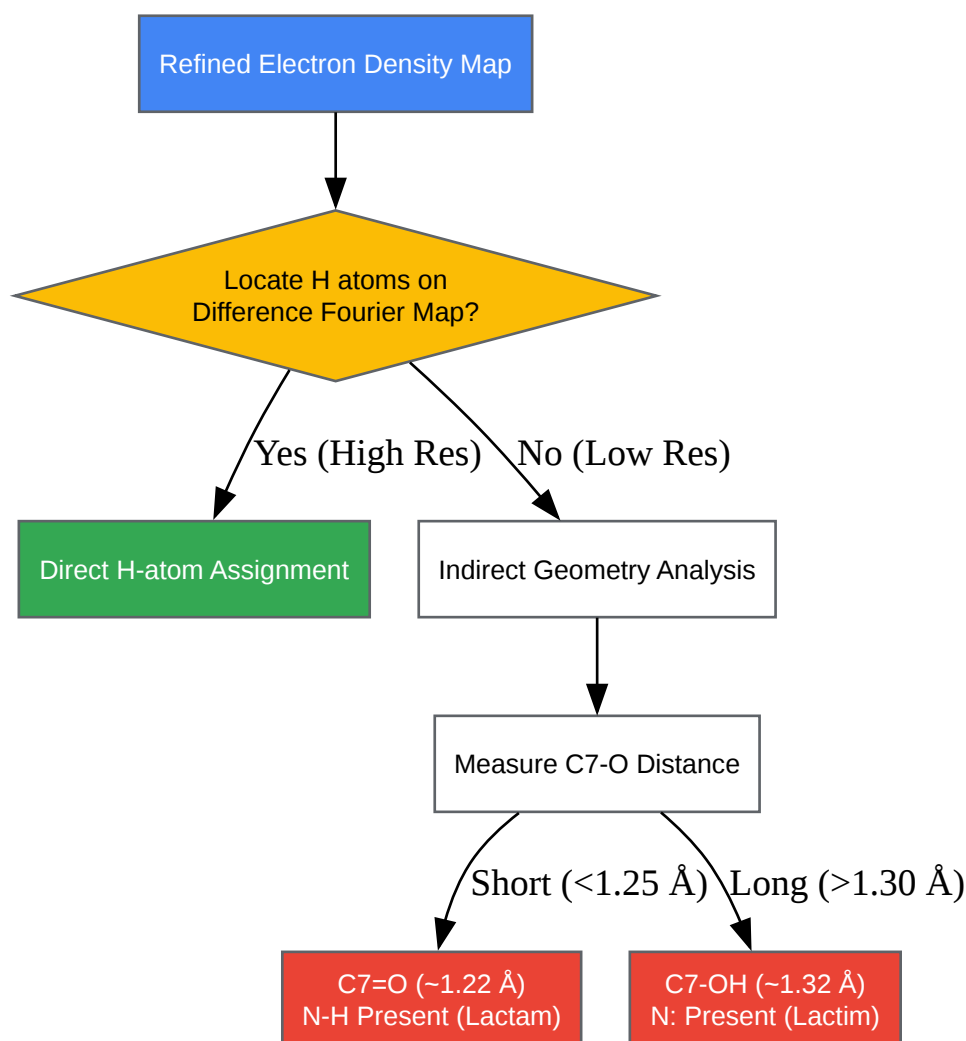 Refined Electron Density Map
Locate H atoms on
Difference Fourier Map?
Yes (High Res)
No (Low Res)
Direct H-atom Assignment
Indirect Geometry Analysis
Measure C7-O Distance
Short (<1.25 Å)
Long (>1.30 Å)
C7=O (~1.22 Å)
N-H Present (Lactam)
C7-OH (~1.32 Å)
N: Present (Lactim)